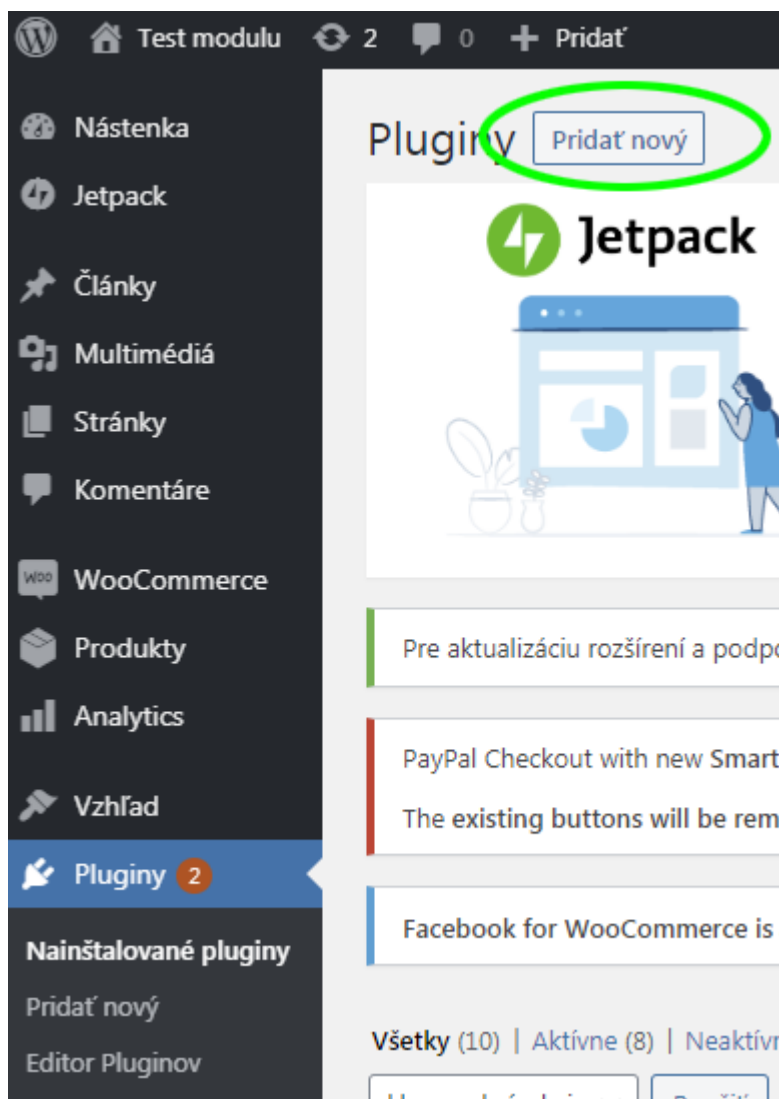 Test modulu 2 0 + Pridať
Nástenka
Jetpack
Články
Multimédiá
Stránky
Komentáre
Woo WooCommerce
Produkty
Analytics
Vzhľad
Pluginy 2
Nainštalované pluginy
Pridať nový
Editor Pluginov
Pluginy Pridať nový
Jetpack
Pre aktualizáciu rozšírení a podpo
PayPal Checkout with new Smart
The existing buttons will be rem
Facebook for WooCommerce is
Všetky (10) | Aktívne (8) | Neaktívn